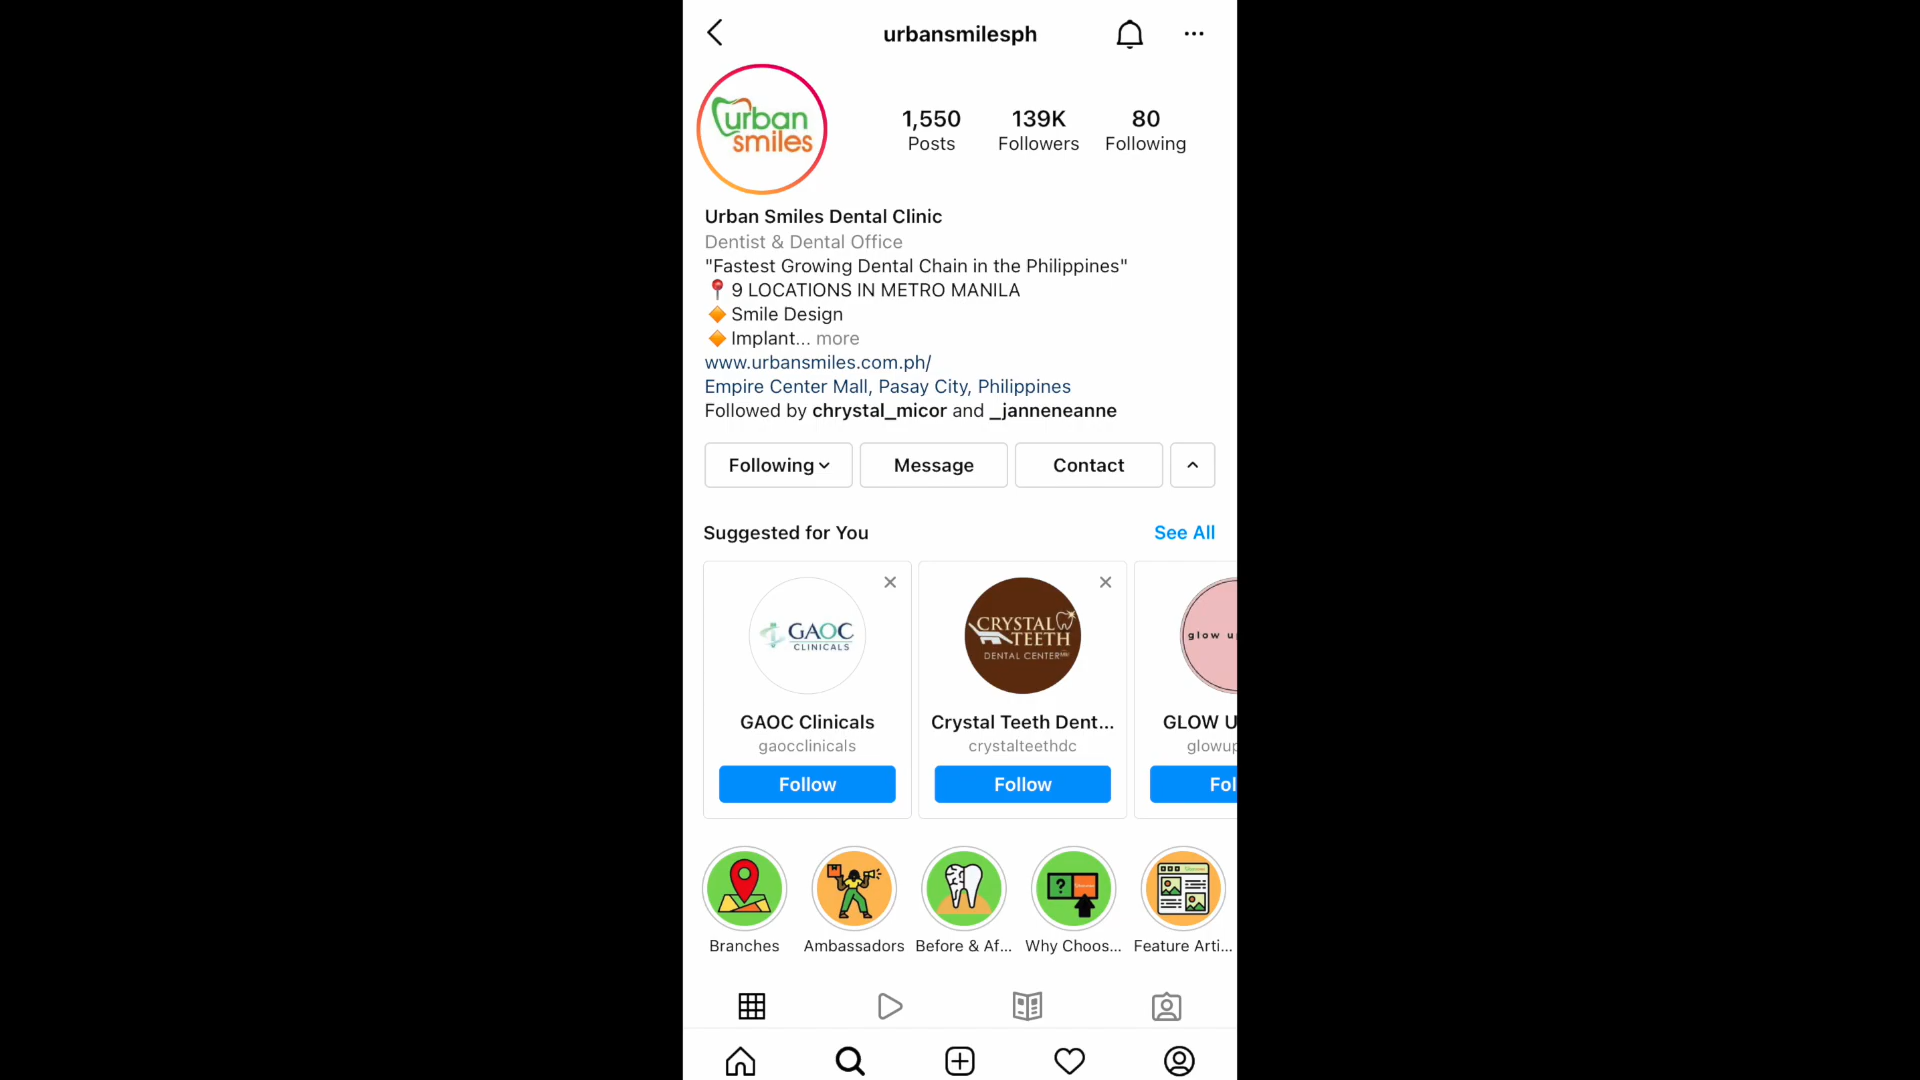 urbansmilesph
urban
smiles
1,550
Posts
139K
Followers
80
Following
Urban Smiles Dental Clinic
Dentist & Dental Office
"Fastest Growing Dental Chain in the Philippines"
📍 9 LOCATIONS IN METRO MANILA
🔸 Smile Design
🔸 Implant... more
www.urbansmiles.com.ph/
Empire Center Mall, Pasay City, Philippines
Followed by chrystal_micor and _janneneanne
Following
Message
Contact
Suggested for You
See All
GAOC
CLINICALS
GAOC Clinicals
gaocclinicals
Follow
CRYSTAL
TEETH
DENTAL CENTER
Crystal Teeth Dent...
crystalteethdc
Follow
glow u
GLOW U
glowup
Fol
Branches
Ambassadors
Before & Af...
Why Choos...
Feature Arti...